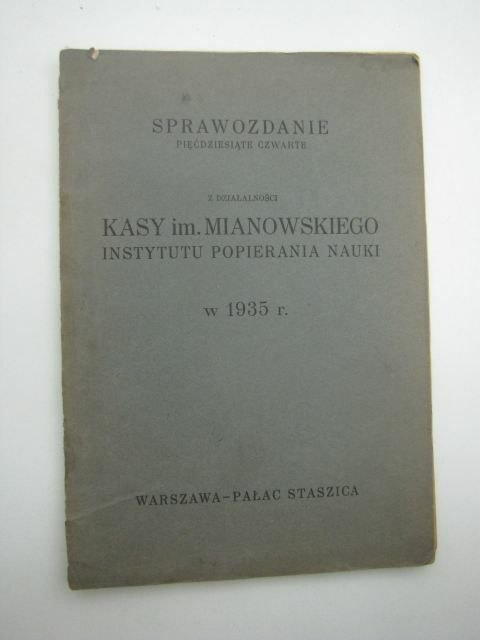 SPRAWOZDANIE
PIĘĆDZIESIĄTE CZWARTE
Z DZIAŁALNOŚCI
KASY im. MIANOWSKIEGO
INSTYTUTU POPIERANIA NAUKI
w 1935 r.
WARSZAWA–PAŁAC STASZICA